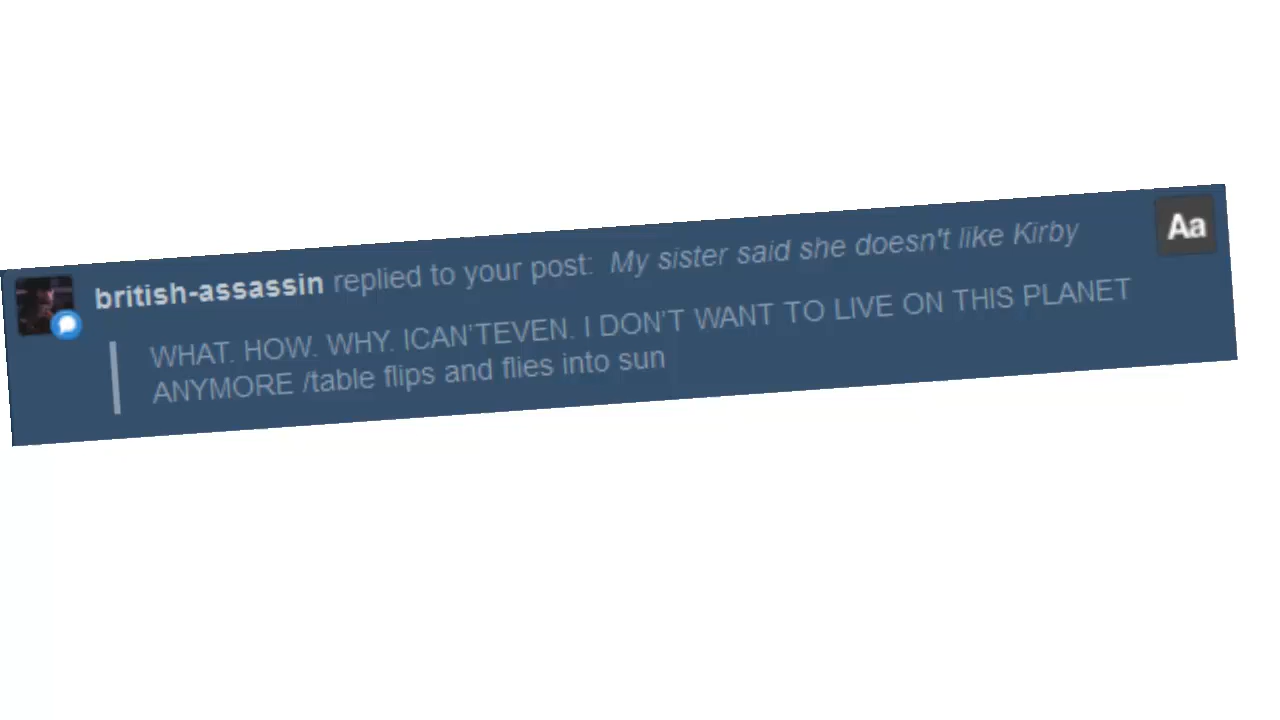 british-assassin replied to your post: My sister said she doesn't like Kirby
Aa
WHAT. HOW. WHY. ICAN'TEVEN. I DON'T WANT TO LIVE ON THIS PLANET
ANYMORE /table flips and flies into sun